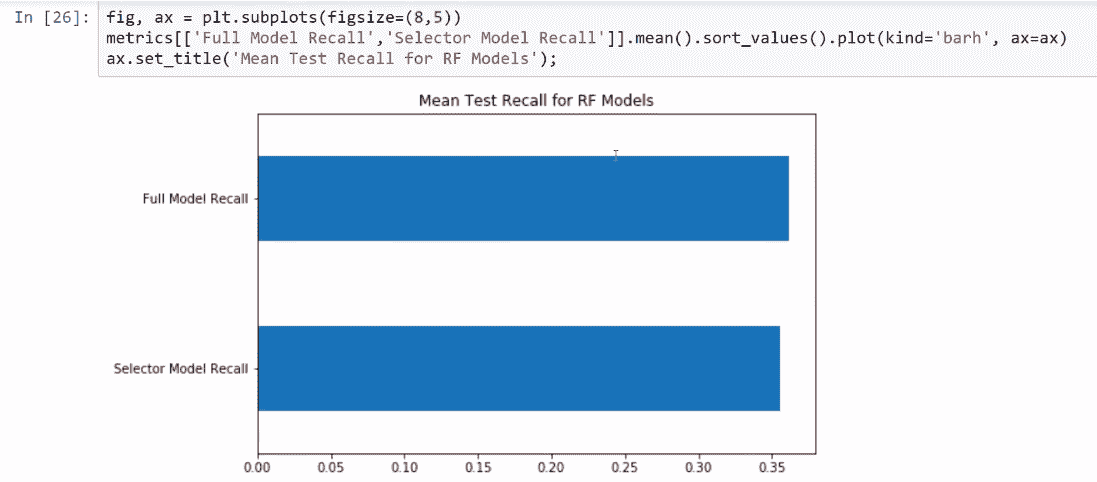 In [26]: fig, ax = plt.subplots(figsize=(8,5))
metrics[['Full Model Recall','Selector Model Recall']].mean().sort_values().plot(kind='barh', ax=ax)
ax.set_title('Mean Test Recall for RF Models');
Mean Test Recall for RF Models
Full Model Recall
Selector Model Recall
0.00 0.05 0.10 0.15 0.20 0.25 0.30 0.35